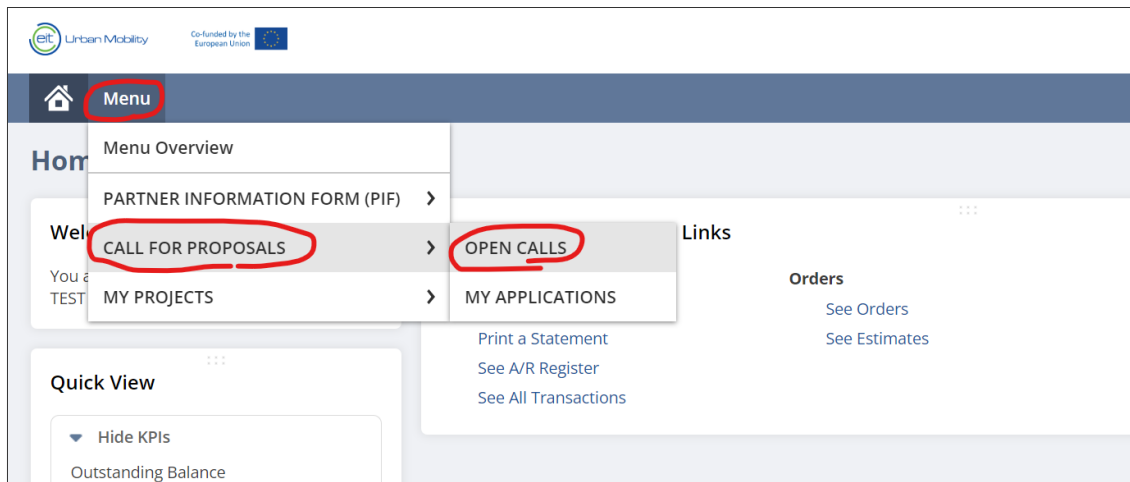 eit Urban Mobility
Co-funded by the
European Union
Menu
Menu Overview
Hom
PARTNER INFORMATION FORM (PIF)
Wel
CALL FOR PROPOSALS
OPEN CALLS
Links
You a
TEST
MY PROJECTS
MY APPLICATIONS
Orders
See Orders
Print a Statement
See Estimates
See A/R Register
See All Transactions
Quick View
Hide KPIs
Outstanding Balance